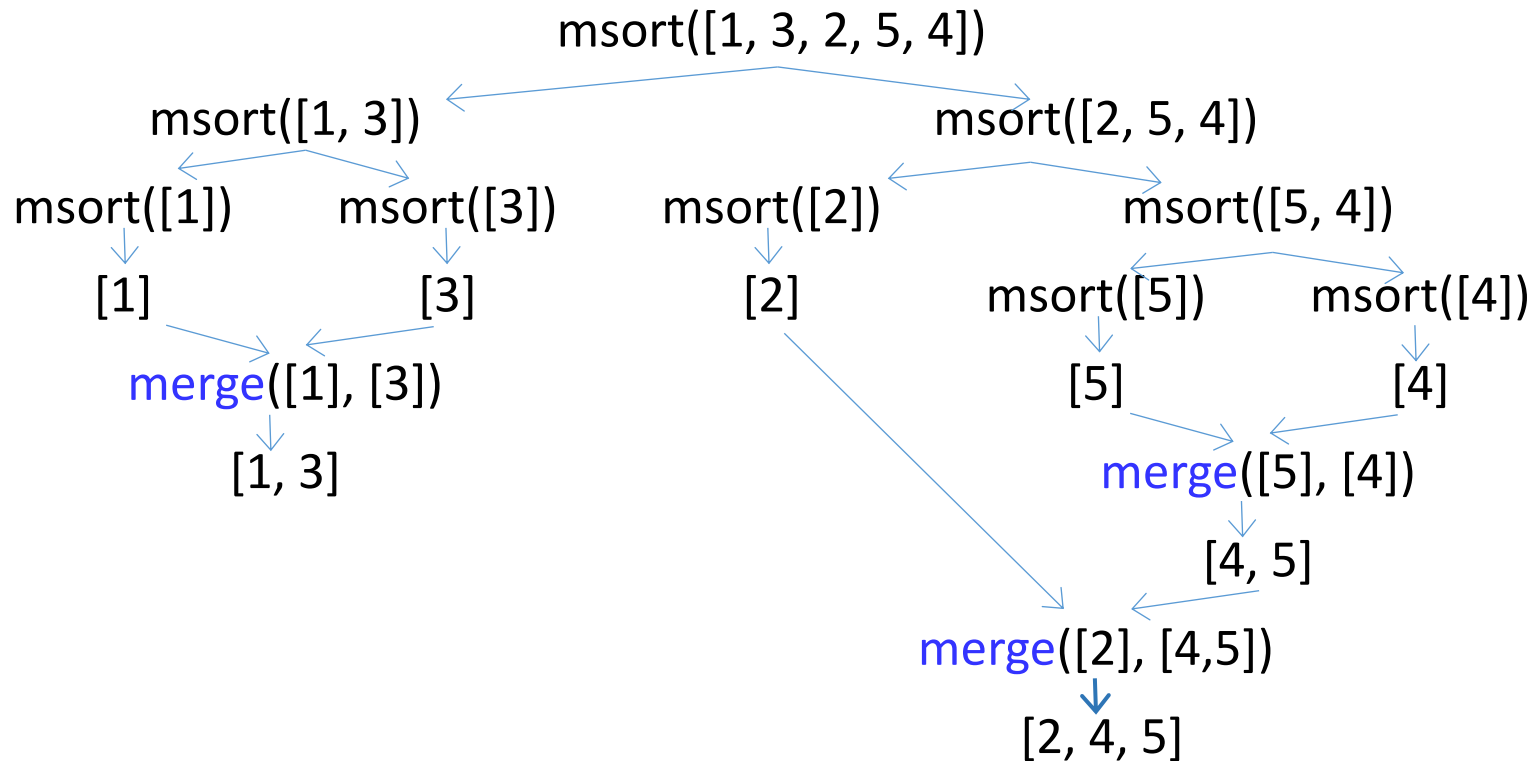 msort([1, 3, 2, 5, 4])
msort([1, 3])
msort([2, 5, 4])
msort([1])
msort([3])
msort([2])
msort([5, 4])
[1]
[3]
[2]
msort([5])
msort([4])
merge([1], [3])
[5]
[4]
[1, 3]
merge([5], [4])
[4, 5]
merge([2], [4,5])
[2, 4, 5]